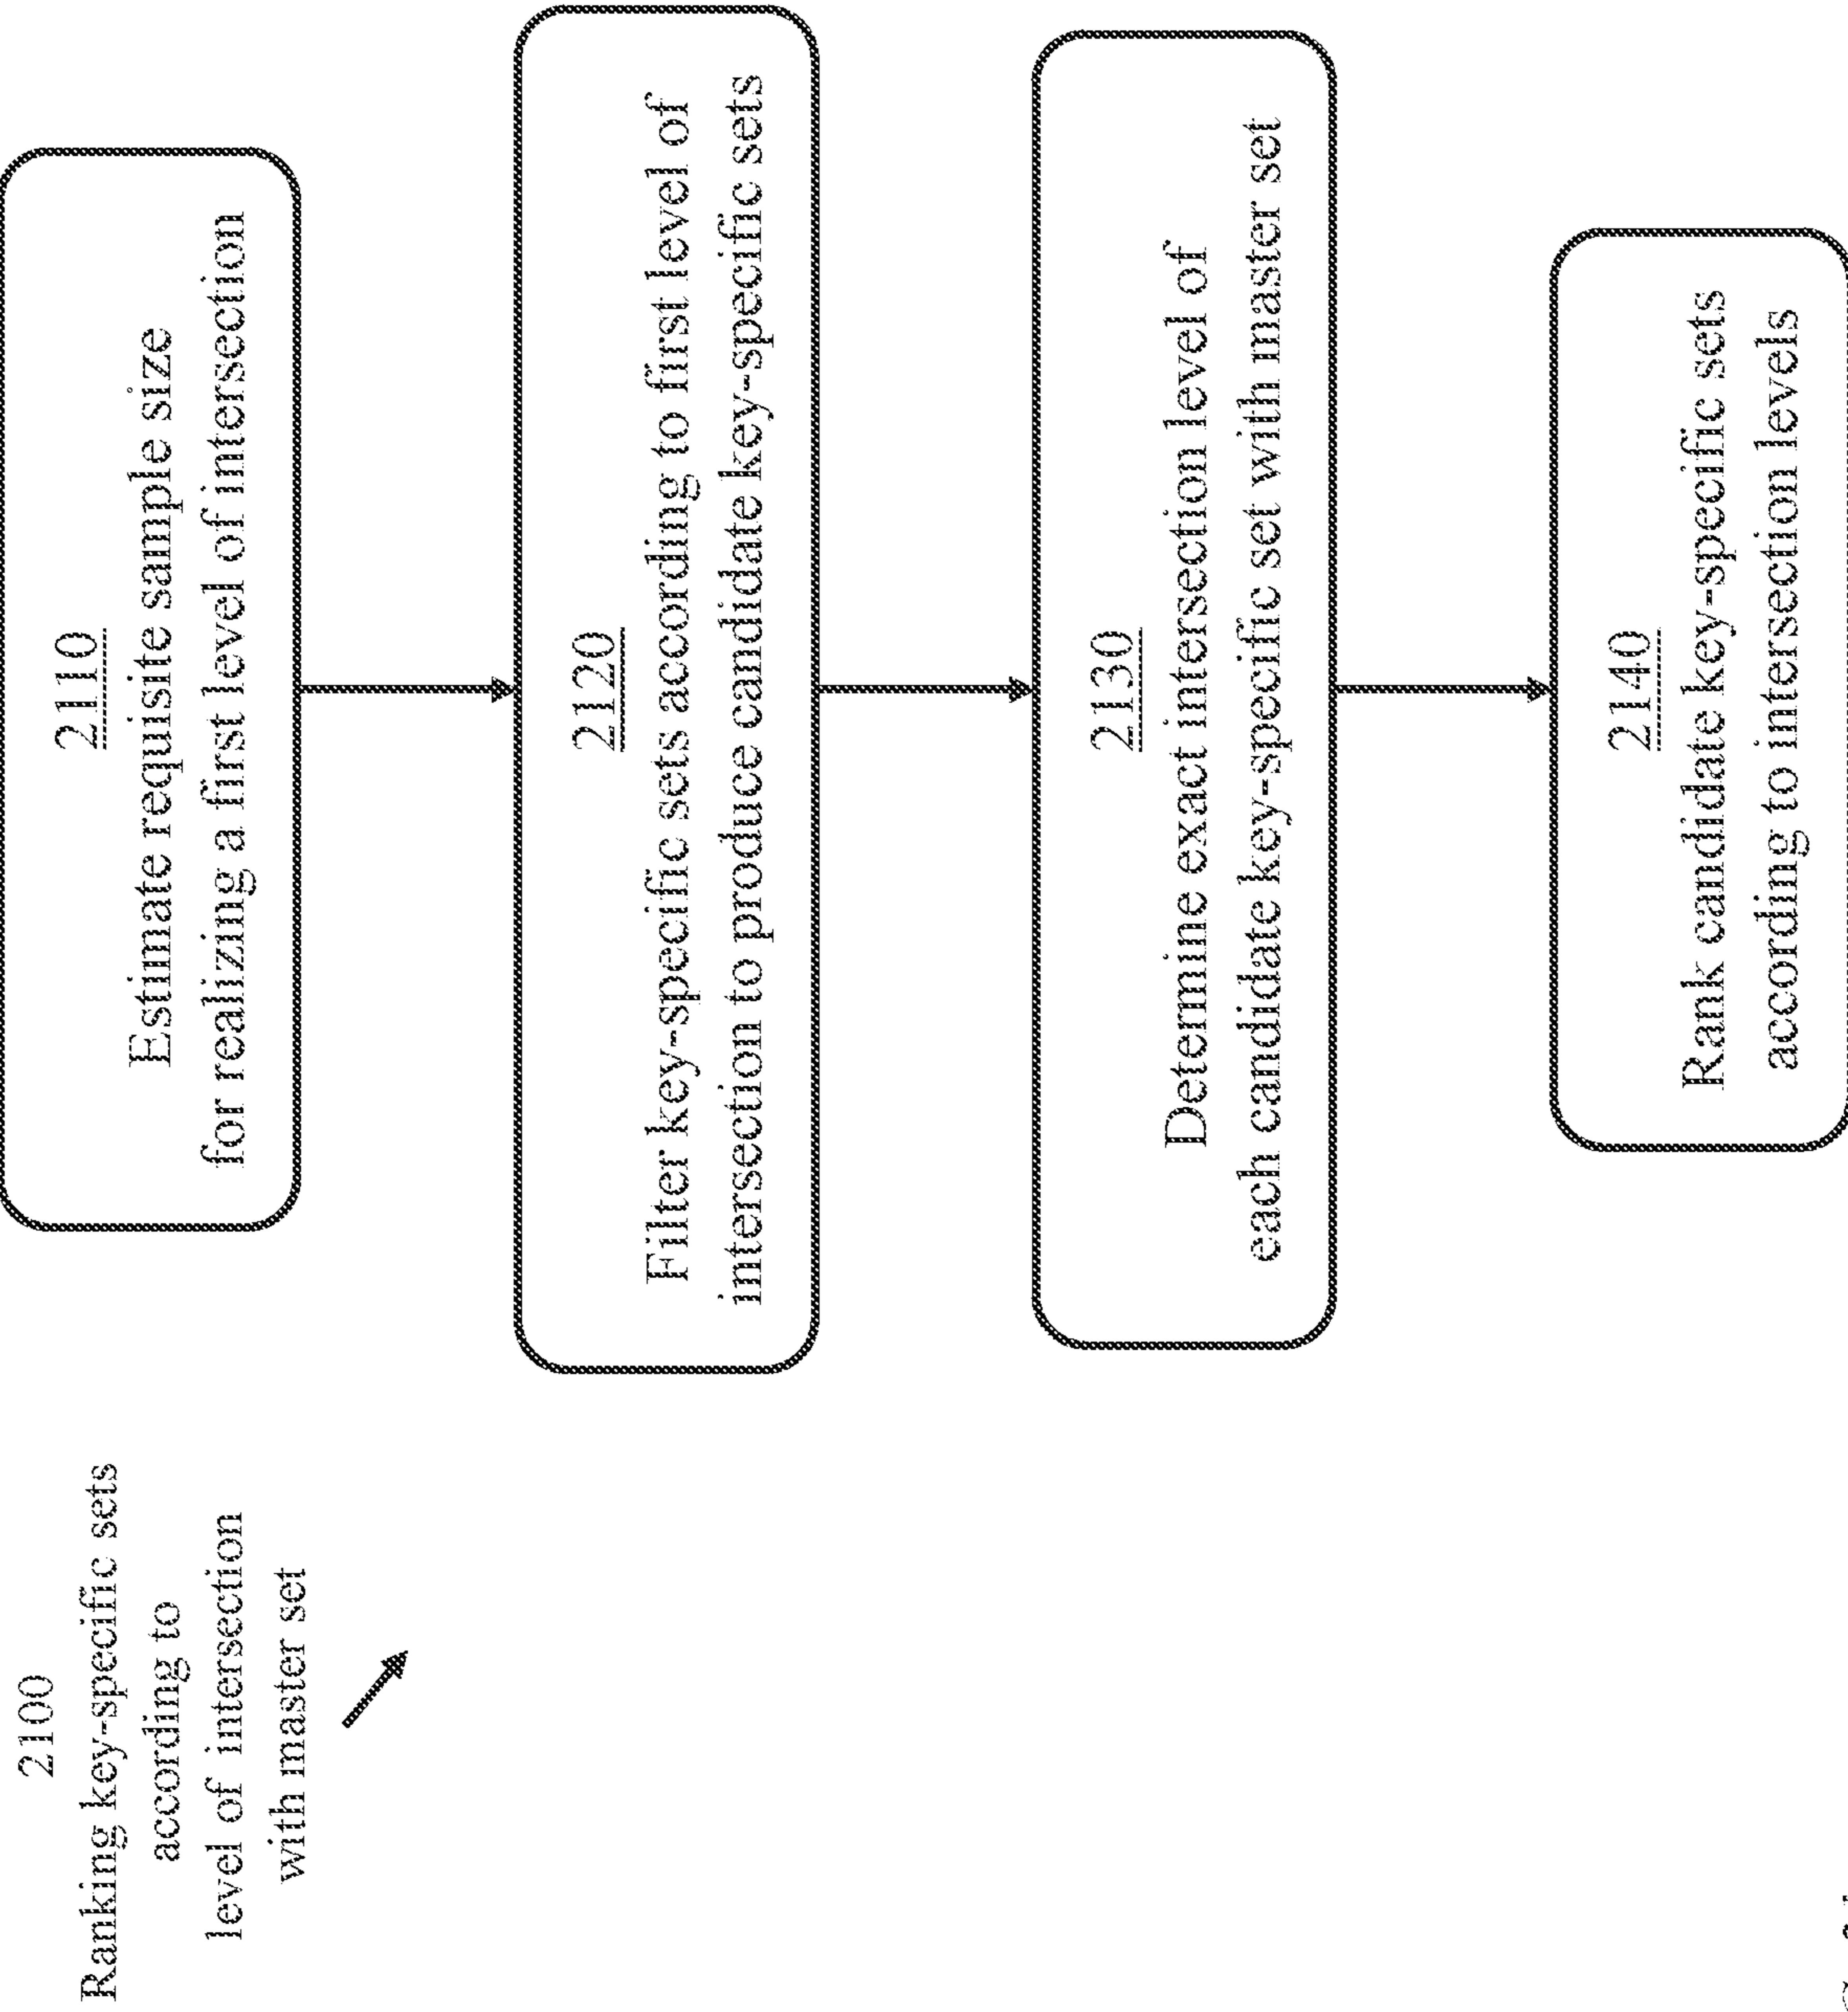 2100
Ranking key-specific sets
according to
level of intersection
with master set
2110
Estimate requisite sample size
for realizing a first level of intersection
2120
Filter key-specific sets according to first level of
intersection to produce candidate key-specific sets
2130
Determine exact intersection level of
each candidate key-specific set with master set
2140
Rank candidate key-specific sets
according to intersection levels